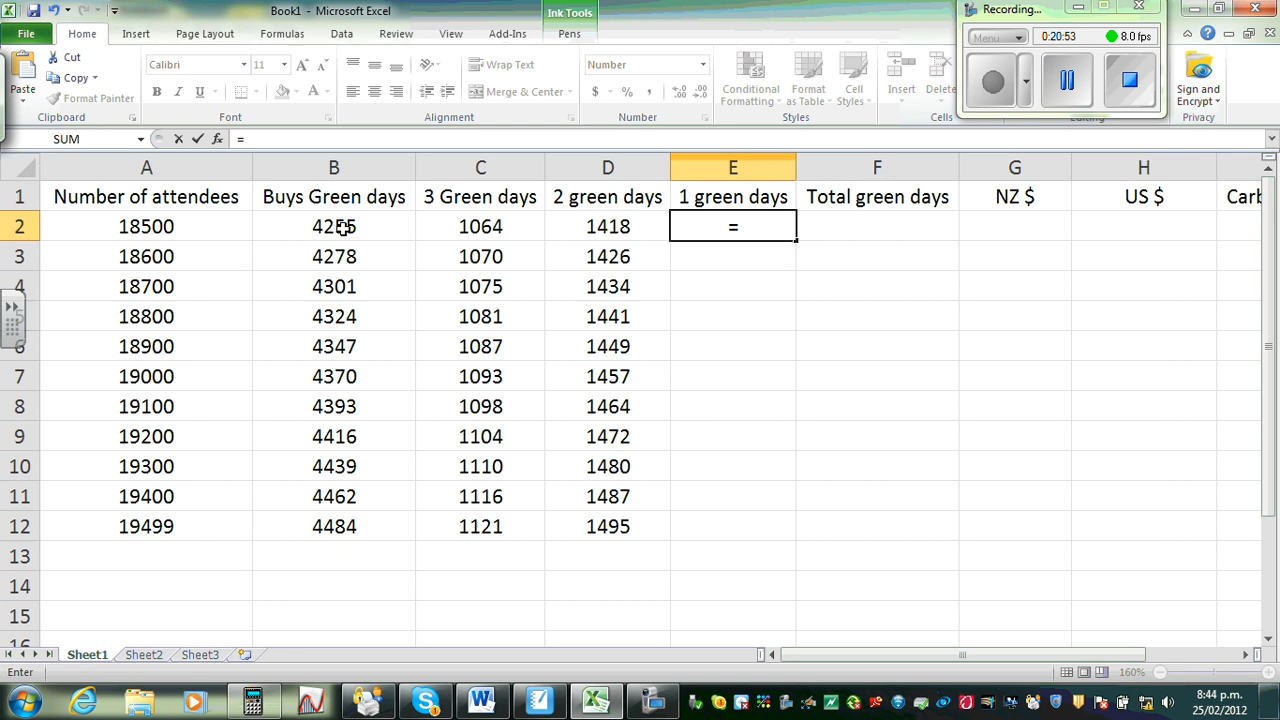 Book1 - Microsoft Excel
Ink Tools
Recording...
File Home Insert Page Layout Formulas Data Review View Add-Ins Pens
Menu 0:20:53 8.0 fps
Paste
Cut
Copy
Format Painter
Calibri 11
B I U
Wrap Text
Merge & Center
Number
$ % ,
Conditional Formatting
Format as Table
Cell Styles
Insert
Delete
Sign and Encrypt
Clipboard Font Alignment Number Styles Cells Editing Privacy
SUM fx =
A B C D E F G H
1 Number of attendees Buys Green days 3 Green days 2 green days 1 green days Total green days NZ $ US $ Carb
2 18500 4255 1064 1418 =
3 18600 4278 1070 1426
4 18700 4301 1075 1434
5 18800 4324 1081 1441
6 18900 4347 1087 1449
7 19000 4370 1093 1457
8 19100 4393 1098 1464
9 19200 4416 1104 1472
10 19300 4439 1110 1480
11 19400 4462 1116 1487
12 19499 4484 1121 1495
13
14
15
16
Sheet1 Sheet2 Sheet3
Enter 160%
8:44 p.m.
25/02/2012